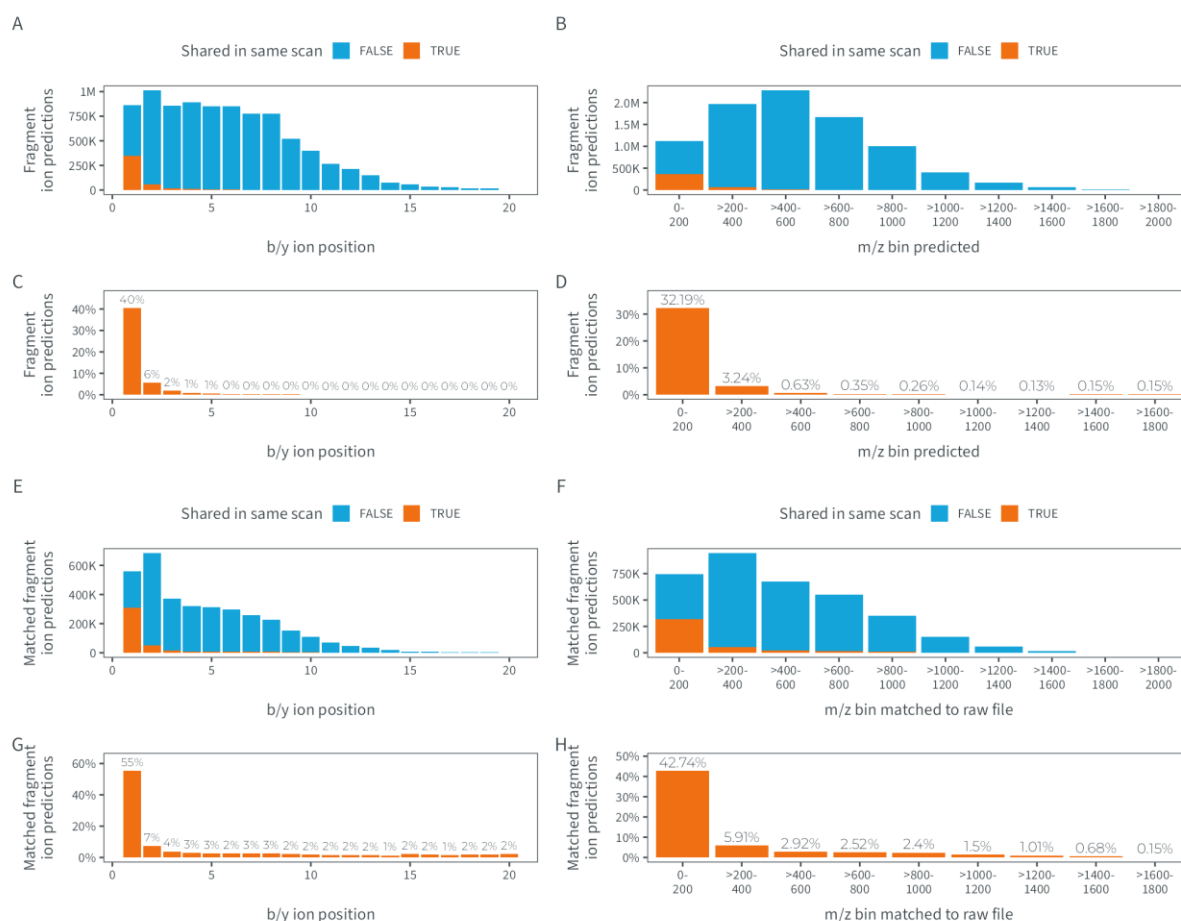 A
Shared in same scan FALSE TRUE
Fragment
ion predictions
1M
750K
500K
250K
0
0 5 10 15 20
b/y ion position
B
Shared in same scan FALSE TRUE
Fragment
ion predictions
2.0M
1.5M
1.0M
500K
0
0- >200- >400- >600- >800- >1000- >1200- >1400- >1600- >1800-
200 400 600 800 1000 1200 1400 1600 1800 2000
m/z bin predicted
C
Fragment
ion predictions
40%
30%
20%
10%
0%
40% 6% 2% 1% 1% 0% 0% 0% 0% 0% 0% 0% 0% 0% 0% 0% 0% 0% 0% 0%
0 5 10 15 20
b/y ion position
D
Fragment
ion predictions
30%
20%
10%
0%
32.19% 3.24% 0.63% 0.35% 0.26% 0.14% 0.13% 0.15% 0.15%
0- >200- >400- >600- >800- >1000- >1200- >1400- >1600-
200 400 600 800 1000 1200 1400 1600 1800
m/z bin predicted
E
Shared in same scan FALSE TRUE
Matched fragment
ion predictions
600K
400K
200K
0
0 5 10 15 20
b/y ion position
F
Shared in same scan FALSE TRUE
Matched fragment
ion predictions
750K
500K
250K
0
0- >200- >400- >600- >800- >1000- >1200- >1400- >1600- >1800-
200 400 600 800 1000 1200 1400 1600 1800 2000
m/z bin matched to raw file
G
Matched fragment
ion predictions
60%
40%
20%
0%
55% 7% 4% 3% 3% 2% 3% 3% 2% 2% 2% 2% 2% 1% 2% 2% 1% 2% 2% 2%
0 5 10 15 20
b/y ion position
H
Matched fragment
ion predictions
50%
40%
30%
20%
10%
0%
42.74% 5.91% 2.92% 2.52% 2.4% 1.5% 1.01% 0.68% 0.15%
0- >200- >400- >600- >800- >1000- >1200- >1400- >1600-
200 400 600 800 1000 1200 1400 1600 1800
m/z bin matched to raw file